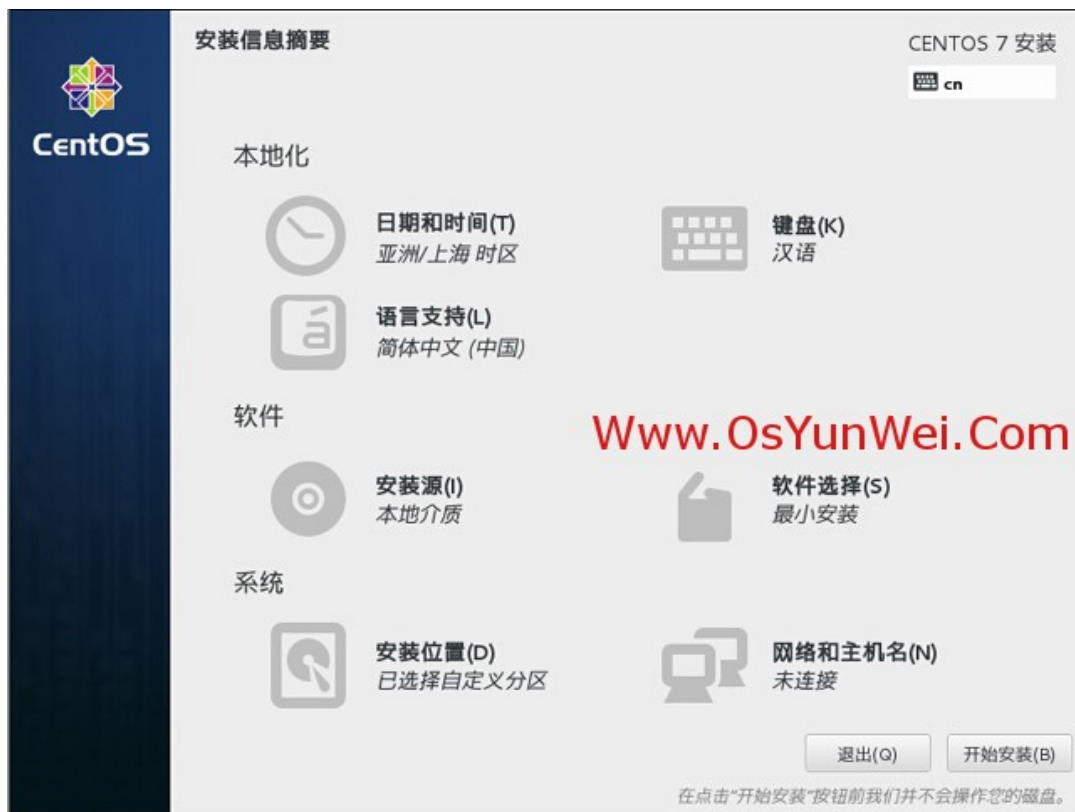 安装信息摘要
CENTOS 7 安装
cn
CentOS
本地化
日期和时间(T)
亚洲/上海 时区
键盘(K)
汉语
á
语言支持(L)
简体中文 (中国)
软件
Www.OsYunWei.Com
安装源(I)
本地介质
软件选择(S)
最小安装
系统
安装位置(D)
已选择自定义分区
网络和主机名(N)
未连接
退出(Q)
开始安装(B)
在点击“开始安装”按钮前我们并不会操作您的磁盘。